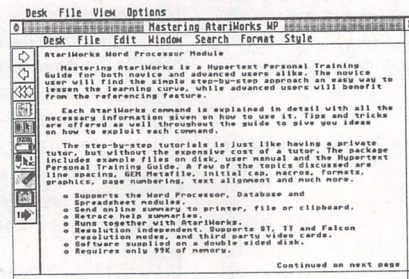 Desk File View Options
Mastering AtariWorks WP
Desk File Edit Window Search Format Style
AtariWorks Word Processor Module
Mastering AtariWorks is a Hypertext Personal Training
Guide for both novice and advanced users alike. The novice
user will find the simple step-by-step approach an easy way to
lessen the learning curve, while advanced users will benefit
from the referencing feature.
Each AtariWorks command is explained in detail with all the
necessary information given on how to use it. Tips and tricks
are offered as well throughout the guide to give you ideas
on how to exploit each command.
The step-by-step tutorials is just like having a private
tutor, but without the expensive cost of a tutor. The package
includes example files on disk, user manual and the Hypertext
Personal Training Guide. A few of the topics discussed are
line spacing, GEM Metafile, initial cap, macros, formats,
graphics, page numbering, text alignment and much more.
o Supports the Word Processor, Database and
Spreadsheet modules.
o Send online summary to printer, file or clipboard.
o Retrace help summaries.
o Runs together with AtariWorks.
o Resolution independent. Supports ST, TT and Falcon
resolution modes, and third party video cards.
o Software supplied on a double sided disk.
o Requires only 99K of memory.
Continued on next page